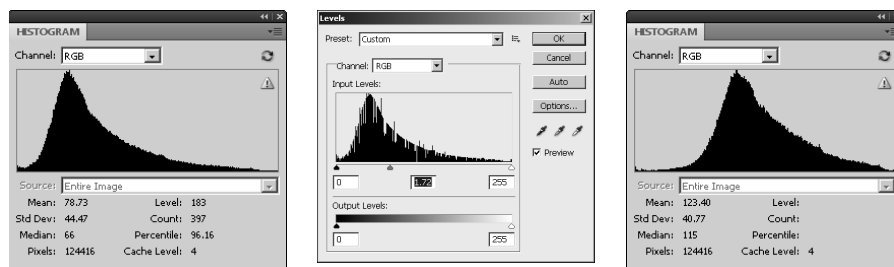 HISTOGRAM
Channel: RGB
Source: Entire Image
Mean: 78.73 Level: 183
Std Dev: 44.47 Count: 397
Median: 66 Percentile: 96.16
Pixels: 124416 Cache Level: 4
Levels
Preset: Custom
OK
Cancel
Auto
Options...
Preview
Channel: RGB
Input Levels:
0 1.72 255
Output Levels:
0 255
HISTOGRAM
Channel: RGB
Source: Entire Image
Mean: 123.40 Level:
Std Dev: 40.77 Count:
Median: 115 Percentile:
Pixels: 124416 Cache Level: 4